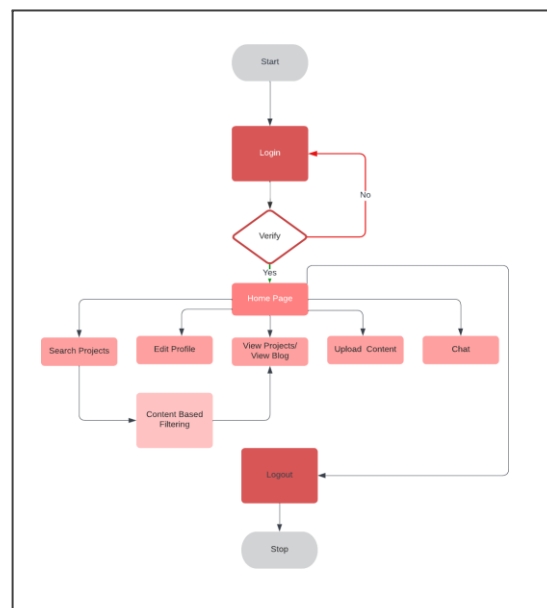 Start
Login
No
Verify
Yes
Home Page
Search Projects
Edit Profile
View Projects/
View Blog
Upload Content
Chat
Content Based
Filtering
Logout
Stop